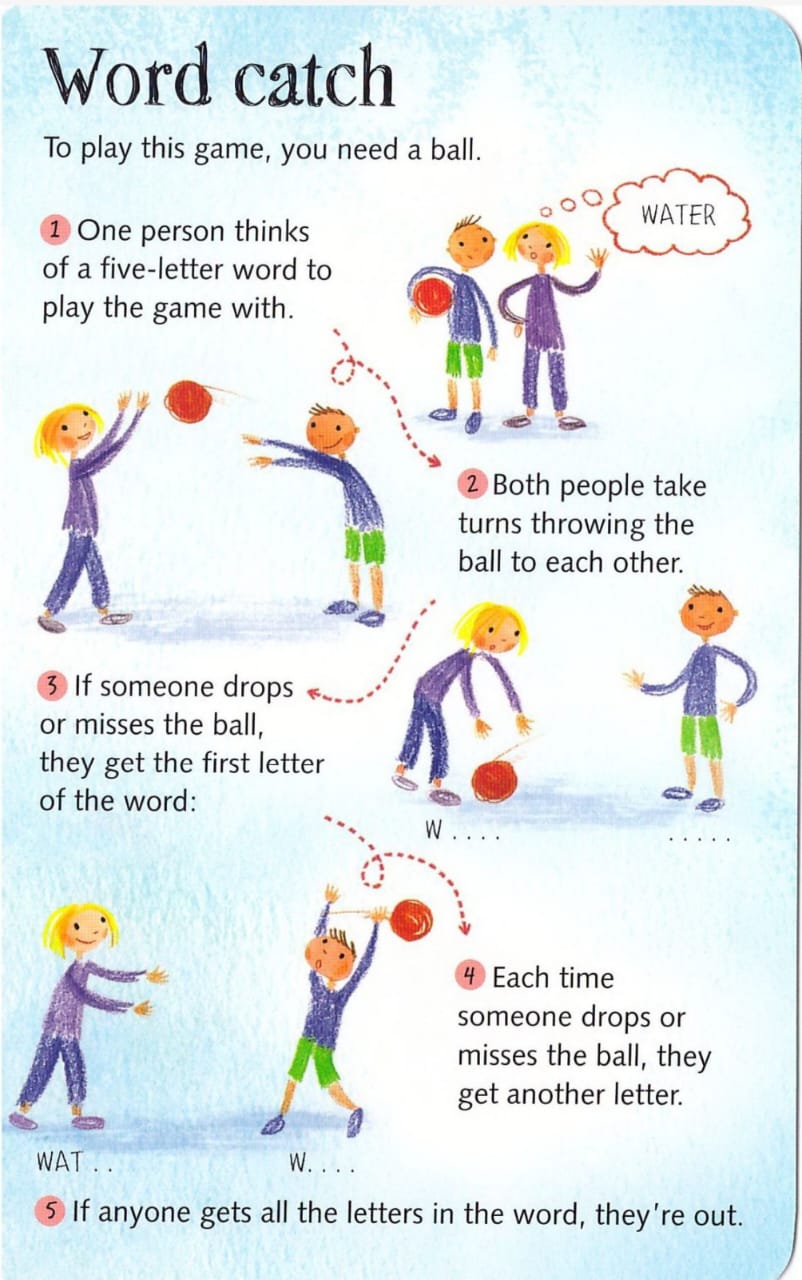 Word catch
To play this game, you need a ball.
1 One person thinks
of a five-letter word to
play the game with.
WATER
2 Both people take
turns throwing the
ball to each other.
3 If someone drops
or misses the ball,
they get the first letter
of the word:
W . . . .
. . . . .
4 Each time
someone drops or
misses the ball, they
get another letter.
WAT . .
W. . . .
5 If anyone gets all the letters in the word, they're out.